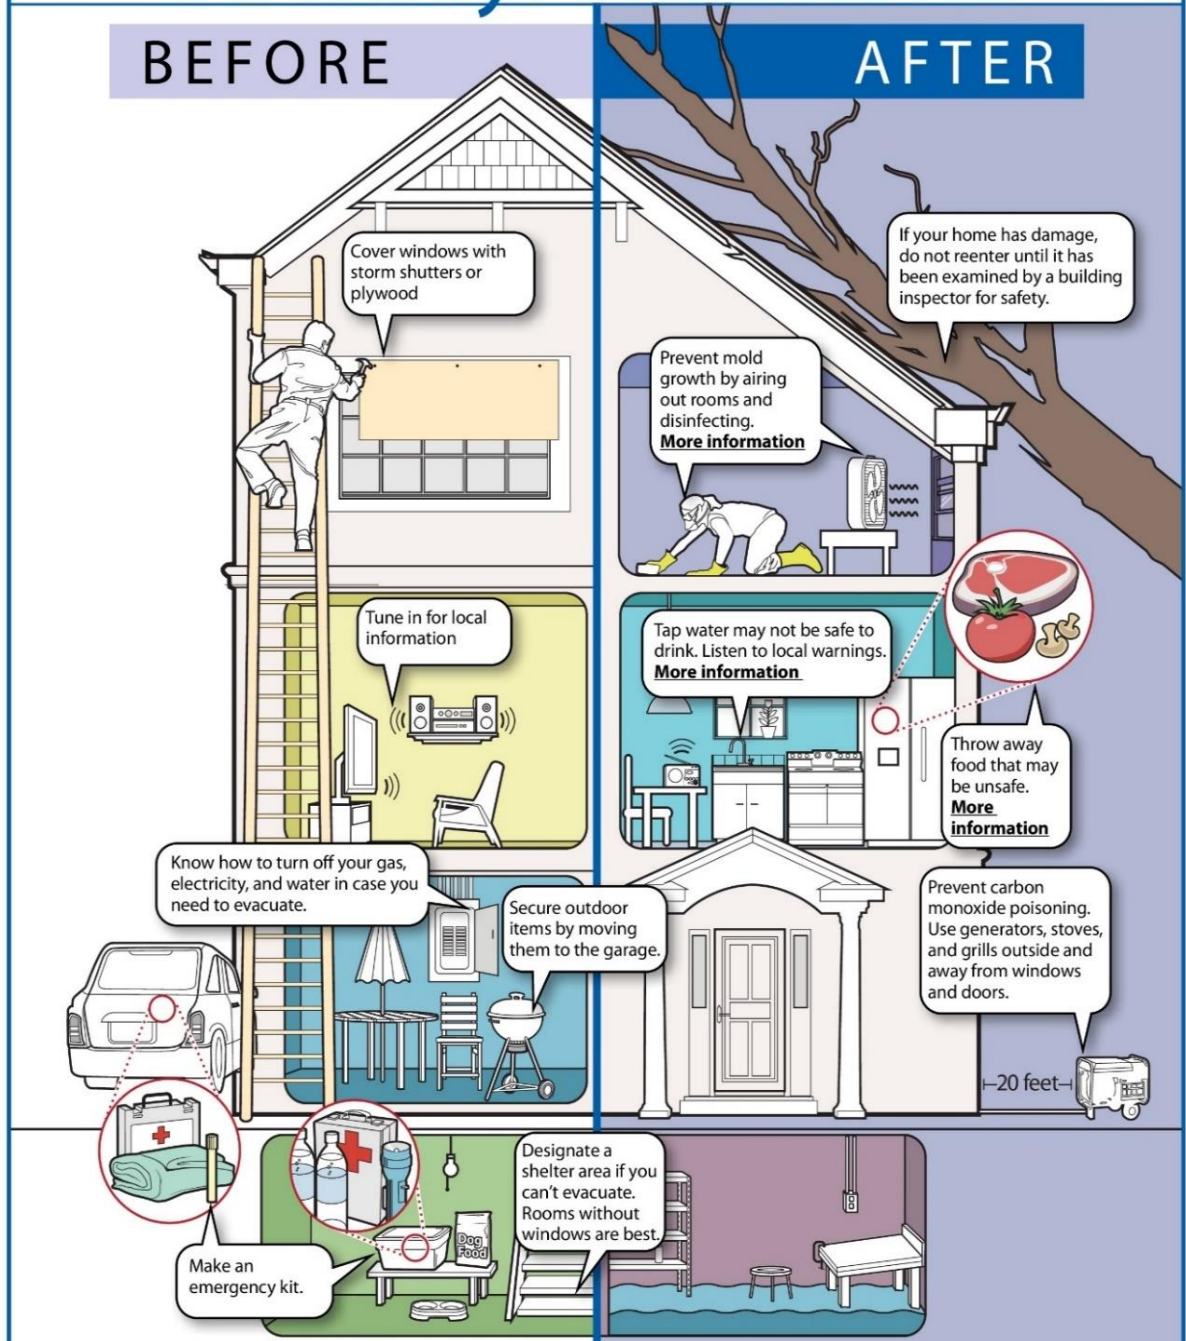 BEFORE
AFTER
Cover windows with
storm shutters or
plywood
If your home has damage,
do not reenter until it has
been examined by a building
inspector for safety.
Prevent mold
growth by airing
out rooms and
disinfecting.
More information
Tune in for local
information
Tap water may not be safe to
drink. Listen to local warnings.
More information
Throw away
food that may
be unsafe.
More
information
Know how to turn off your gas,
electricity, and water in case you
need to evacuate.
Secure outdoor
items by moving
them to the garage.
Prevent carbon
monoxide poisoning.
Use generators, stoves,
and grills outside and
away from windows
and doors.
20 feet
Designate a
shelter area if you
can't evacuate.
Rooms without
windows are best.
Dog
Food
Make an
emergency kit.